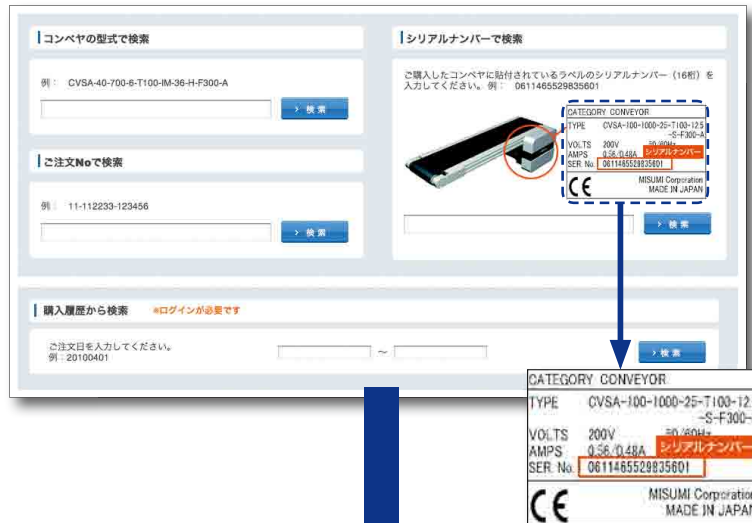 コンベヤの型式で検索
例： CVSA-40-700-6-T100-IM-36-H-F300-A
› 検索
ご注文Noで検索
例： 11-112233-123456
› 検索
シリアルナンバーで検索
ご購入したコンベヤに貼付されているラベルのシリアルナンバー（16桁）を
入力してください。例： 0611465529835601
CATEGORY CONVEYOR
TYPE CVSA-100-1000-25-T100-12.5
-S-F300-A
VOLTS 200V 50/60Hz
AMPS 0.56/0.48A シリアルナンバー
SER. No. 0611465529835601
CE
MISUMI Corporation
MADE IN JAPAN
› 検索
購入履歴から検索 ※ログインが必要です
ご注文日を入力してください。
例：20100401
～
› 検索
CATEGORY CONVEYOR
TYPE CVSA-100-1000-25-T100-12.
-S-F300-
VOLTS 200V 50/60Hz
AMPS 0.56/0.48A シリアルナンバー
SER. No. 0611465529835601
CE
MISUMI Corporation
MADE IN JAPAN